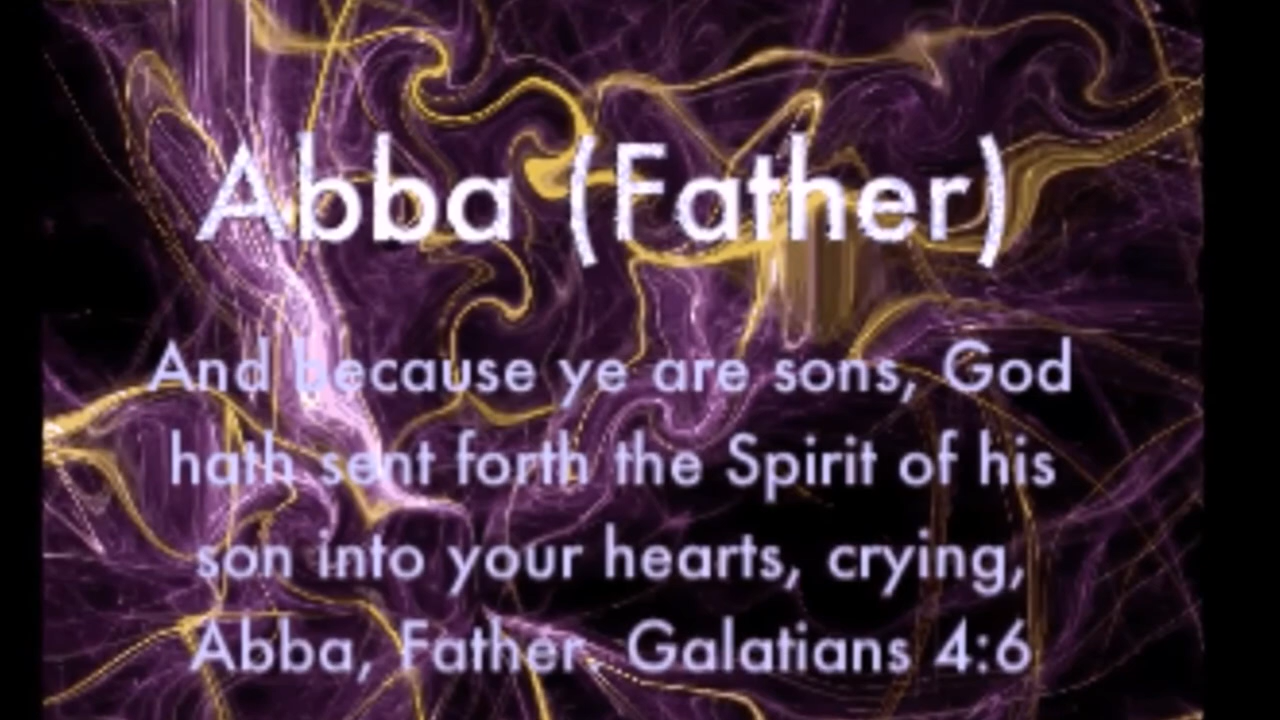 Abba (Father)
And because ye are sons, God
hath sent forth the Spirit of his
son into your hearts, crying,
Abba, Father. Galatians 4:6